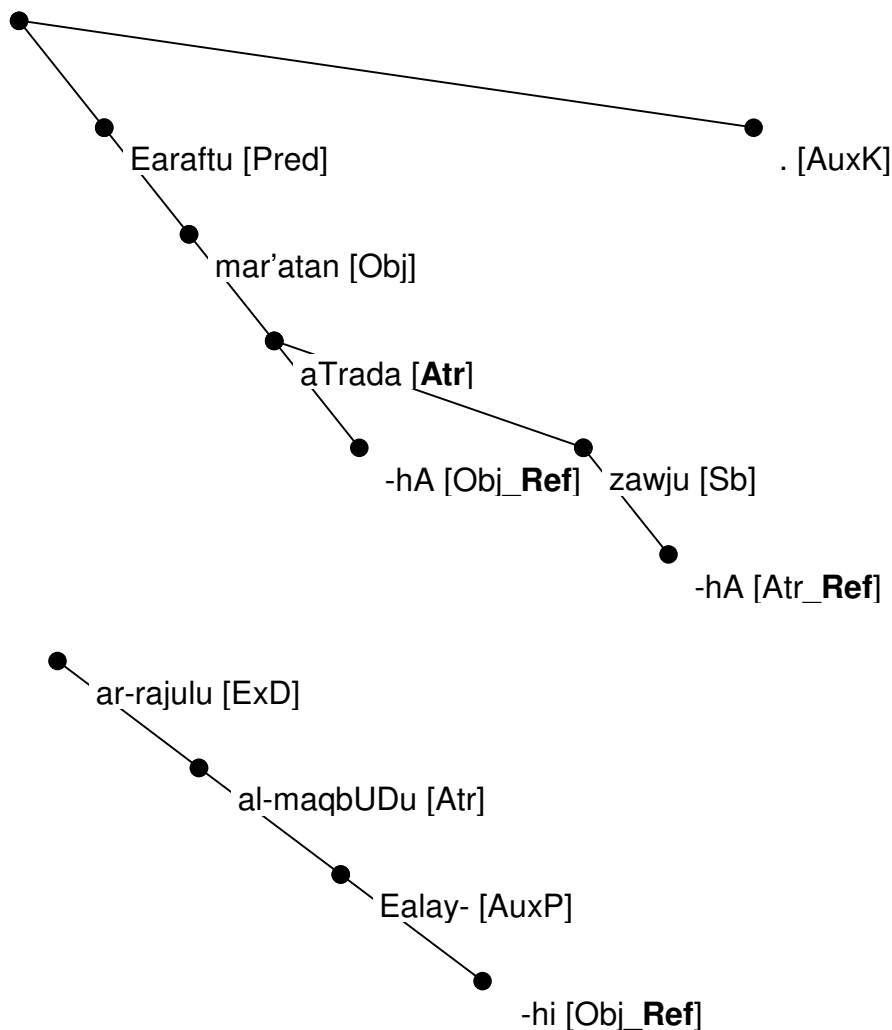 Earaftu [Pred]
. [AuxK]
mar'atan [Obj]
aTrada [Atr]
-hA [Obj_Ref]
zawju [Sb]
-hA [Atr_Ref]
ar-rajulu [ExD]
al-maqbUDu [Atr]
Ealay- [AuxP]
-hi [Obj_Ref]